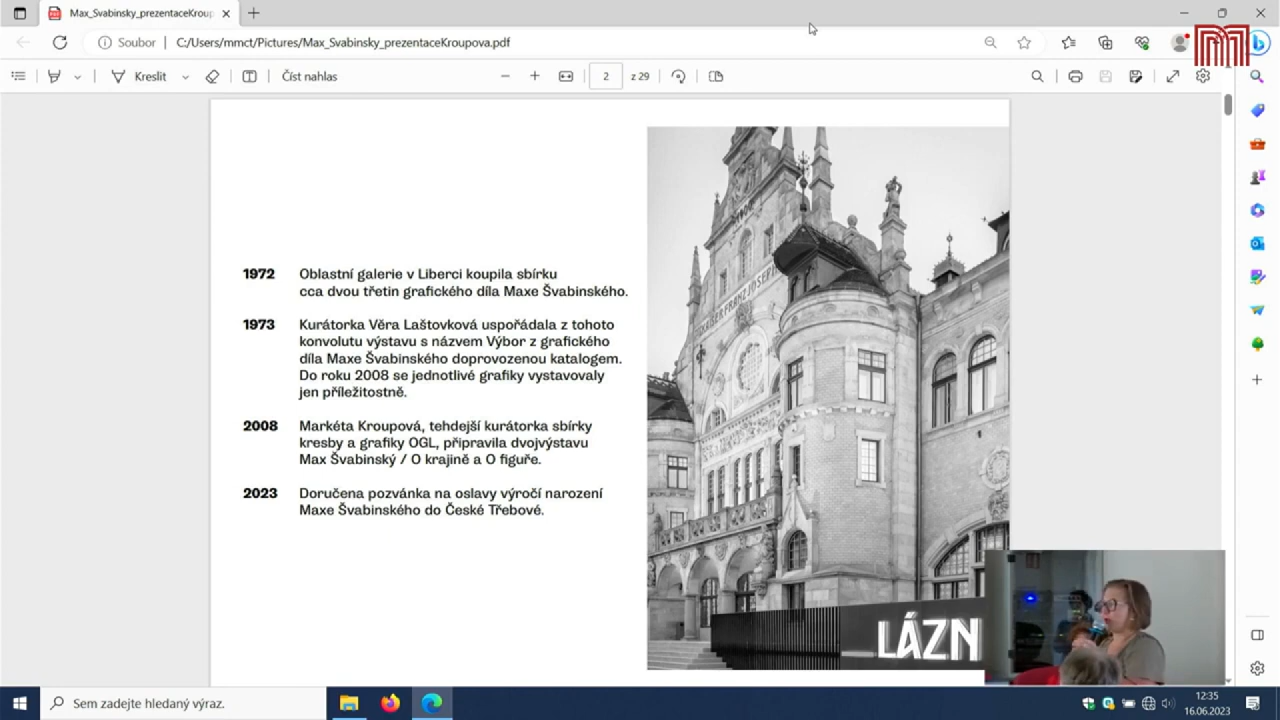 Max_Svabinsky_prezentaceKroup
Soubor
C:/Users/mmct/Pictures/Max_Svabinsky_prezentaceKroupova.pdf
Kreslit
Číst nahlas
2
z 29
1972 Oblastní galerie v Liberci koupila sbírku
cca dvou třetin grafického díla Maxe Švabinského.
1973 Kurátorka Věra Laštovková uspořádala z tohoto
konvolutu výstavu s názvem Výbor z grafického
díla Maxe Švabinského doprovozenou katalogem.
Do roku 2008 se jednotlivé grafiky vystavovaly
jen příležitostně.
2008 Markéta Kroupová, tehdejší kurátorka sbírky
kresby a grafiky OGL, připravila dvojvýstavu
Max Švabinský / O krajině a O figuře.
2023 Doručena pozvánka na oslavy výročí narození
Maxe Švabinského do České Třebové.
KAISER FRANZ JOSEPH
LÁZN
Sem zadejte hledaný výraz.
12:35
16.06.2023